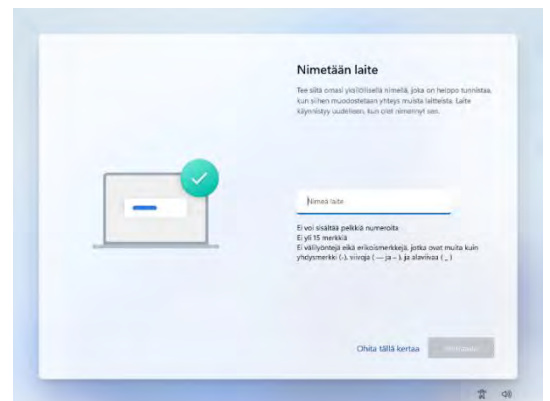 Nimetään laite
Tee siitä omasi yksilöllisellä nimellä, joka on helppo tunnistaa,
kun siihen muodostetaan yhteys muista laitteista. Laite
käynnistyy uudelleen, kun olet nimennyt sen.
Nimeä laite
Ei voi sisältää pelkkiä numeroita
Ei yli 15 merkkiä
Ei välilyöntejä eikä erikoismerkkejä, jotka ovat muita kuin
yhdysmerkki (-), viivoja ( — ja – ), ja alaviivaa ( _ )
Ohita tällä kertaa